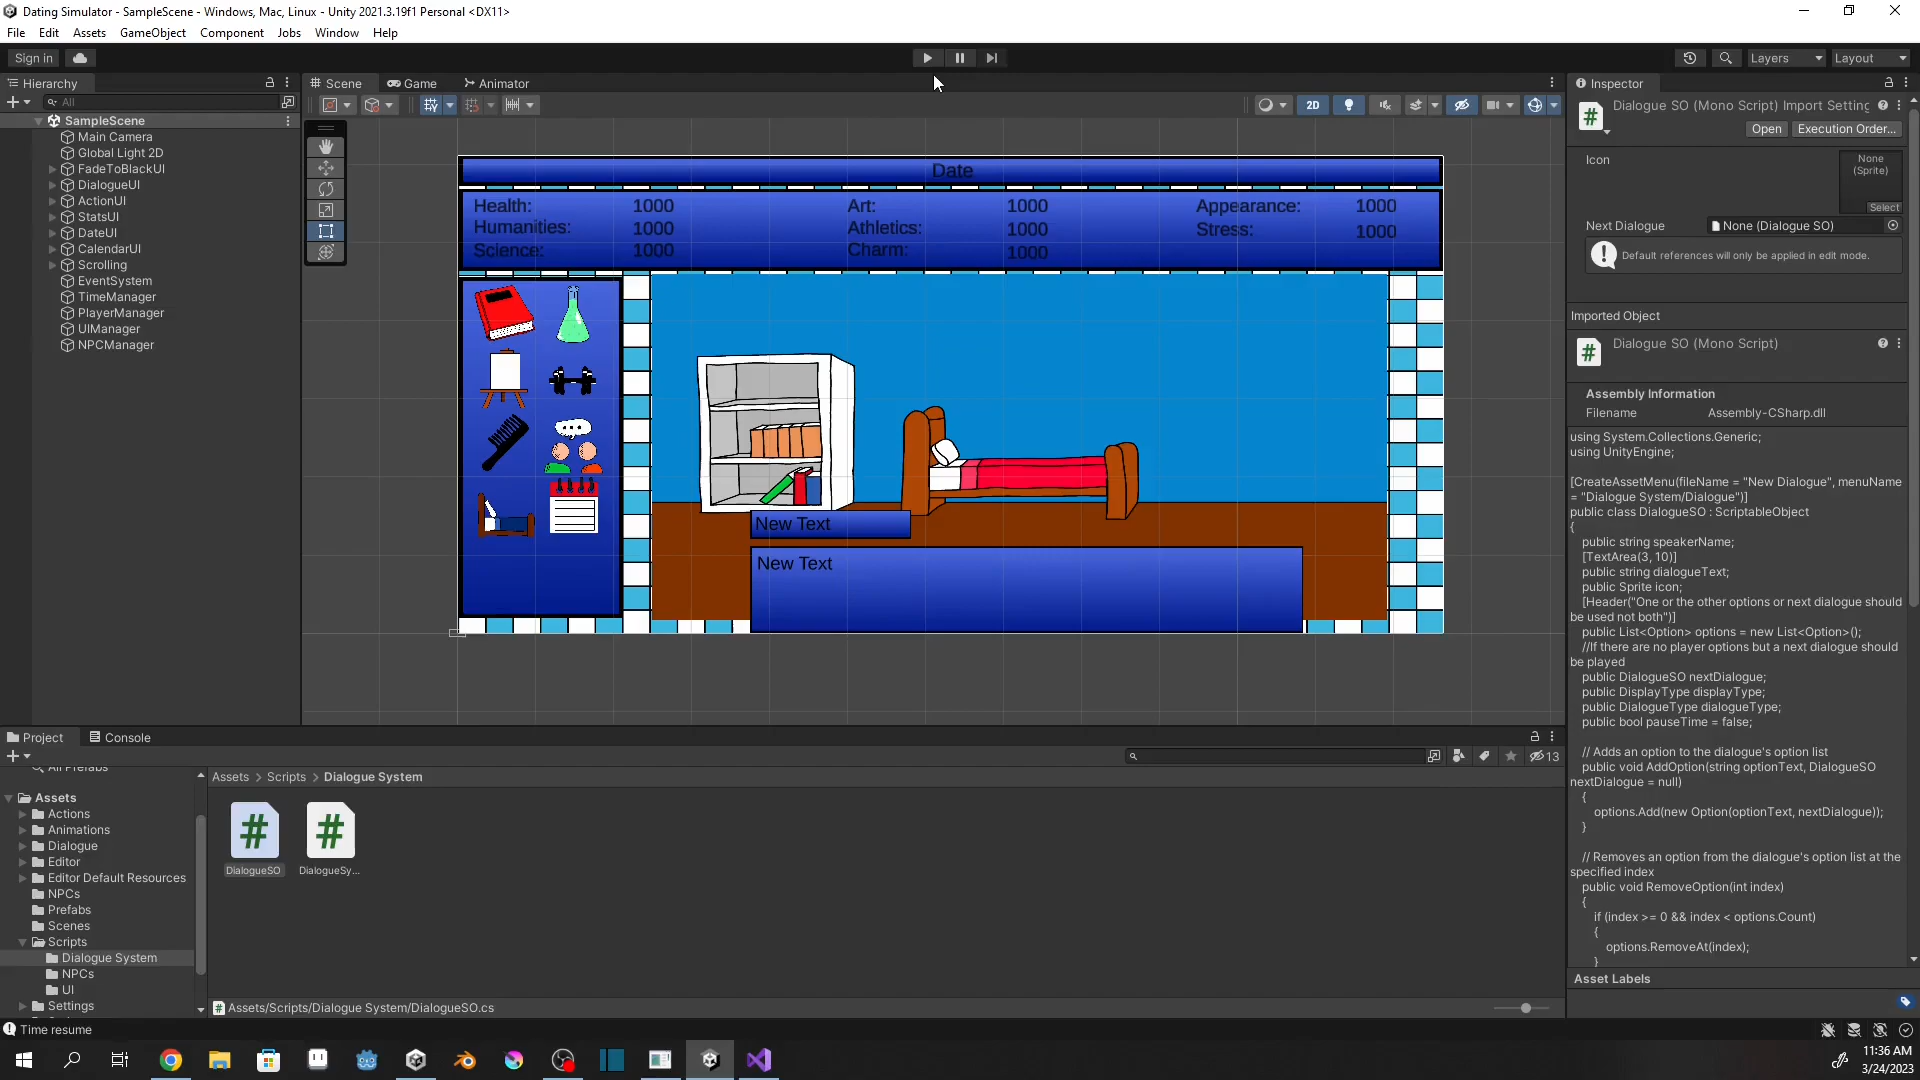 Dating Simulator - SampleScene - Windows, Mac, Linux - Unity 2021.3.19f1 Personal <DX11>
File Edit Assets GameObject Component Jobs Window Help
Sign in
Layers
Layout
Hierarchy
All
SampleScene
Main Camera
Global Light 2D
FadeToBlackUI
DialogueUI
ActionUI
StatsUI
DateUI
CalendarUI
Scrolling
EventSystem
TimeManager
PlayerManager
UIManager
NPCManager
Scene Game Animator
2D
Date
Health: 1000 Art: 1000 Appearance: 1000
Humanities: 1000 Athletics: 1000 Stress: 1000
Science: 1000 Charm: 1000
New Text
New Text
Inspector
Dialogue SO (Mono Script) Import Setting
Open Execution Order...
Icon
None
(Sprite)
Select
Next Dialogue None (Dialogue SO)
Default references will only be applied in edit mode.
Imported Object
Dialogue SO (Mono Script)
Assembly Information
Filename Assembly-CSharp.dll
using System.Collections.Generic;
using UnityEngine;
[CreateAssetMenu(fileName = "New Dialogue", menuName
= "Dialogue System/Dialogue")]
public class DialogueSO : ScriptableObject
{
public string speakerName;
[TextArea(3, 10)]
public string dialogueText;
public Sprite icon;
[Header("One or the other options or next dialogue should
be used not both")]
public List<Option> options = new List<Option>();
//If there are no player options but a next dialogue should
be played
public DialogueSO nextDialogue;
public DisplayType displayType;
public DialogueType dialogueType;
public bool pauseTime = false;
// Adds an option to the dialogue's option list
public void AddOption(string optionText, DialogueSO
nextDialogue = null)
{
options.Add(new Option(optionText, nextDialogue));
}
// Removes an option from the dialogue's option list at the
specified index
public void RemoveOption(int index)
{
if (index >= 0 && index < options.Count)
{
options.RemoveAt(index);
}
Asset Labels
Project Console
13
All Prefabs
Assets
Actions
Animations
Dialogue
Editor
Editor Default Resources
NPCs
Prefabs
Scenes
Scripts
Dialogue System
NPCs
UI
Settings
Assets > Scripts > Dialogue System
DialogueSO DialogueSy...
Assets/Scripts/Dialogue System/DialogueSO.cs
Time resume
11:36 AM
3/24/2023